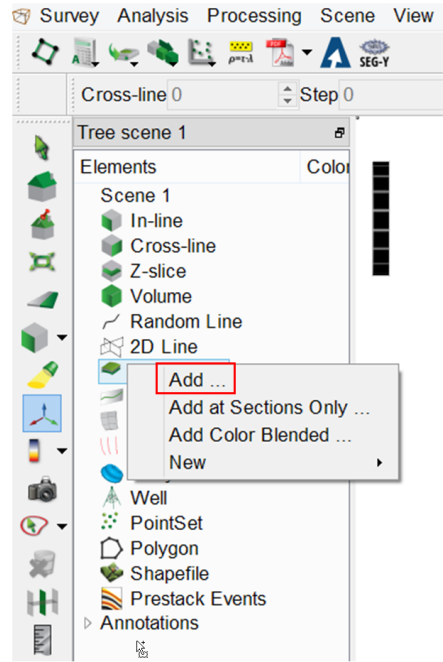 Survey Analysis Processing Scene View
PDF
ρ=τ·λ
SEG-Y
Cross-line 0 Step 0
Tree scene 1
Elements Color
Scene 1
In-line
Cross-line
Z-slice
Volume
Random Line
2D Line
Add ...
Add at Sections Only ...
Add Color Blended ...
New
Well
PointSet
Polygon
Shapefile
Prestack Events
Annotations